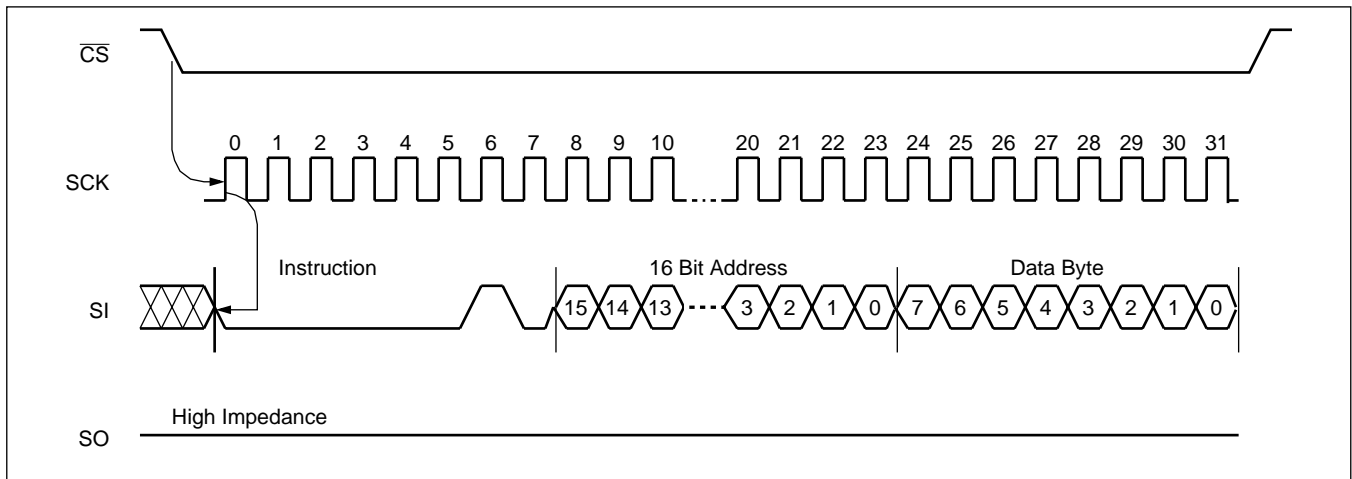 CS
0 1 2 3 4 5 6 7 8 9 10 20 21 22 23 24 25 26 27 28 29 30 31
SCK
Instruction 16 Bit Address Data Byte
SI 15 14 13 3 2 1 0 7 6 5 4 3 2 1 0
High Impedance
SO